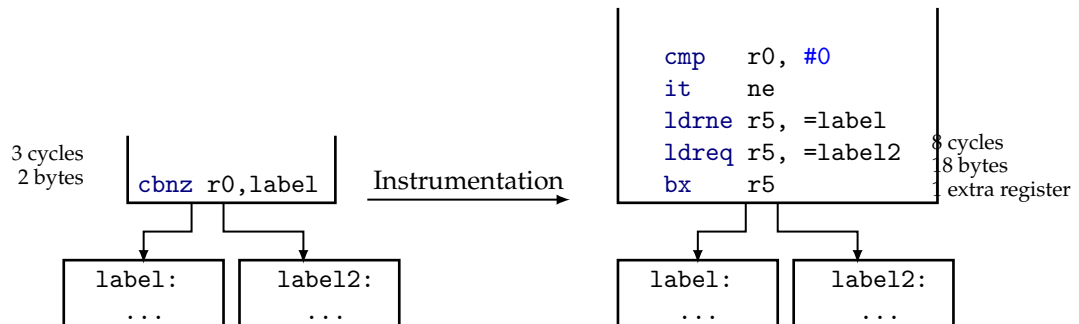 3 cycles
2 bytes
cbnz r0,label
Instrumentation
cmp r0, #0
it ne
ldrne r5, =label
ldreq r5, =label2
bx r5
8 cycles
18 bytes
1 extra register
label:
...
label2:
...
label:
...
label2:
...